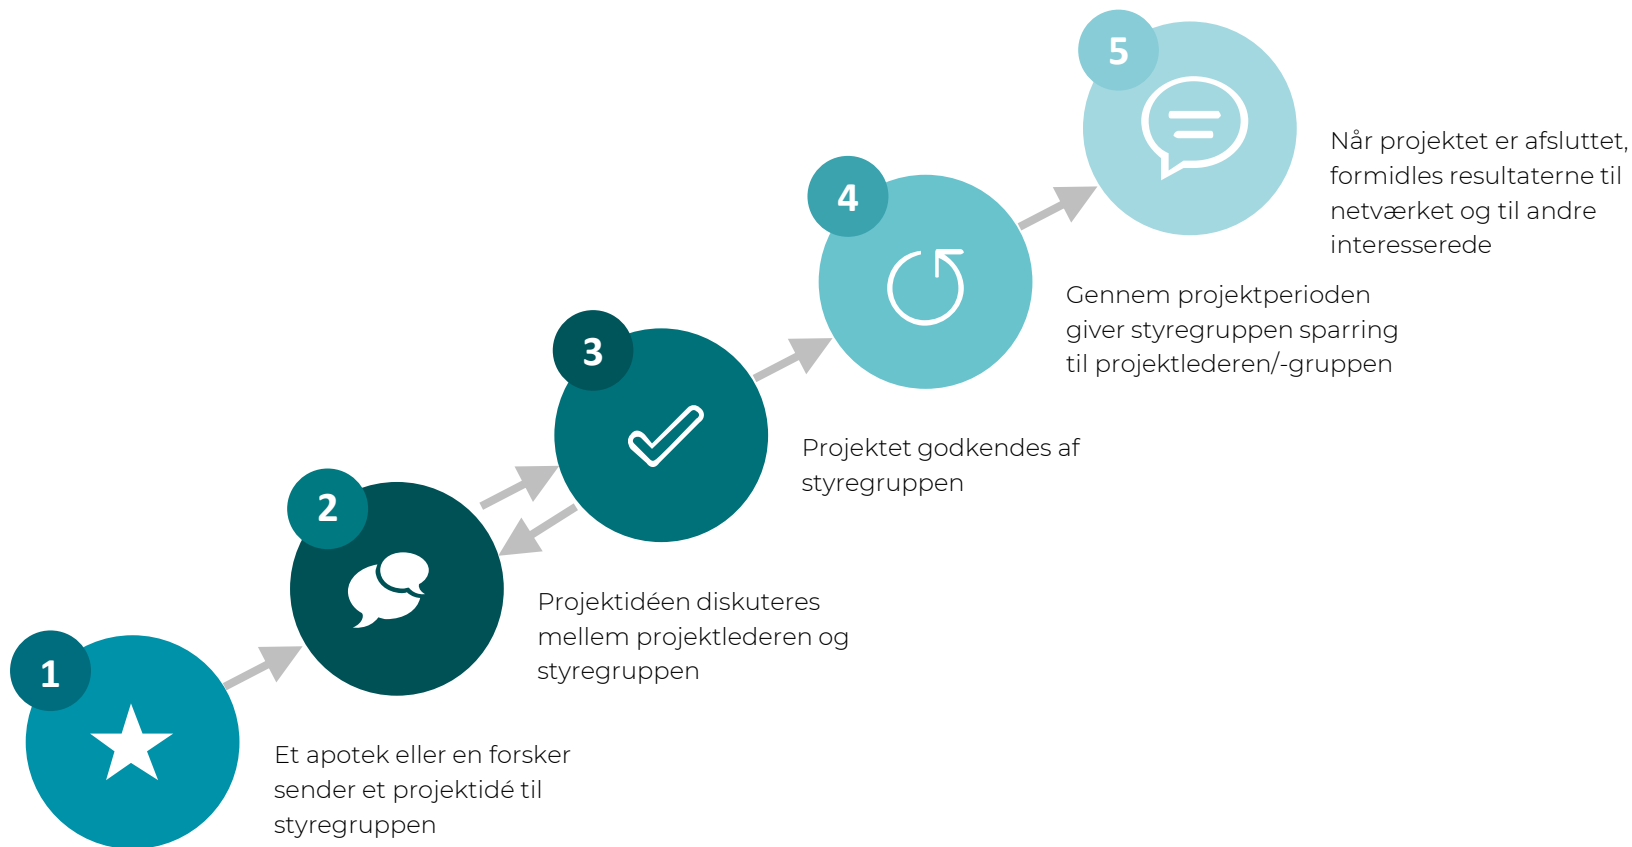 1
Et apotek eller en forsker
sender et projektidé til
styregruppen
2
Projektidéen diskuteres
mellem projektlederen og
styregruppen
3
Projektet godkendes af
styregruppen
4
Gennem projektperioden
giver styregruppen sparring
til projektlederen/-gruppen
5
Når projektet er afsluttet,
formidles resultaterne til
netværket og til andre
interesserede